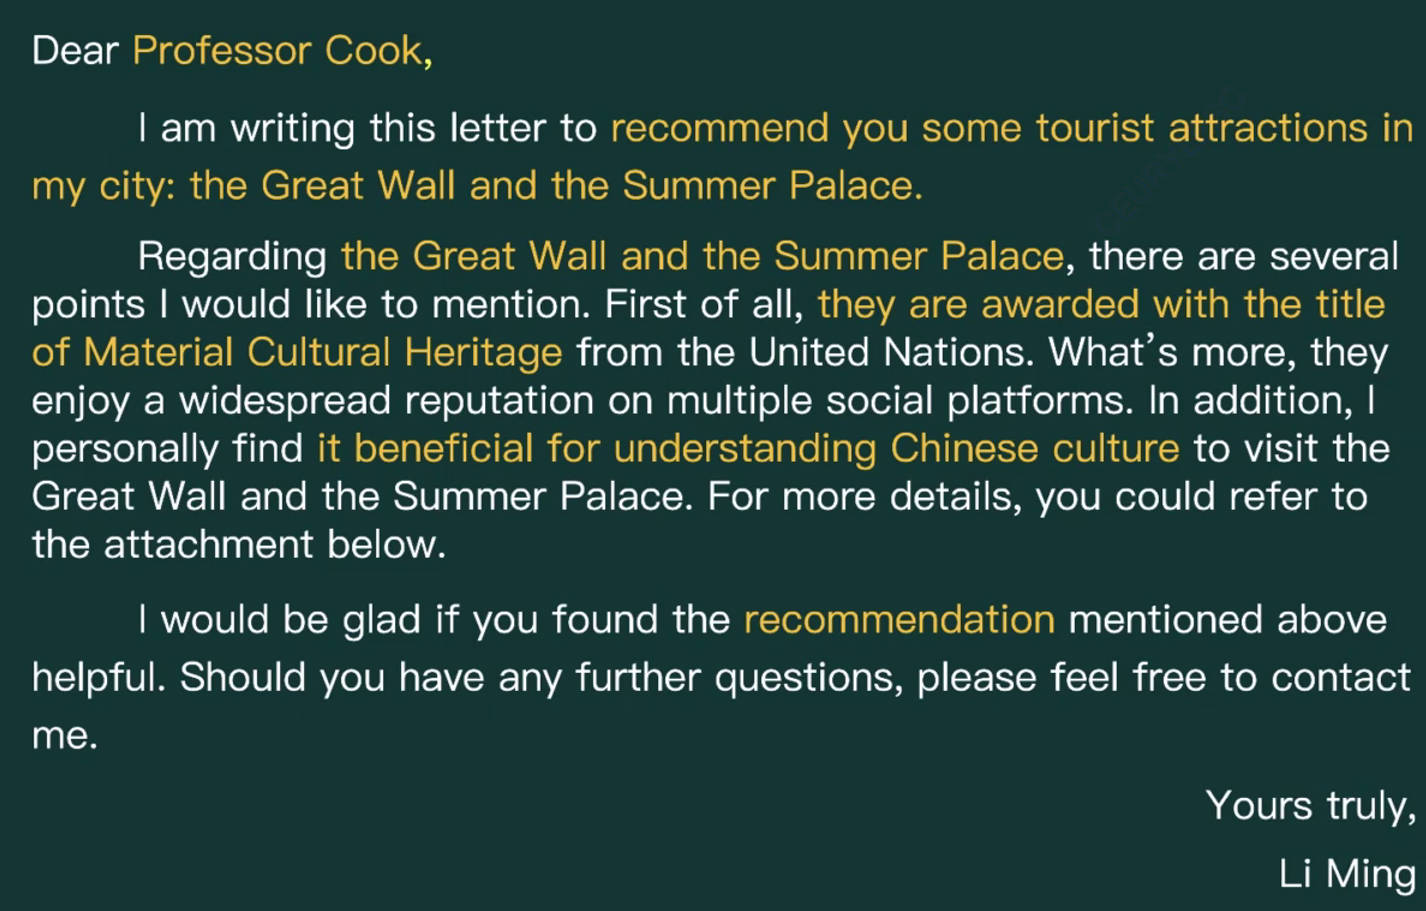 Dear Professor Cook,
I am writing this letter to recommend you some tourist attractions in
my city: the Great Wall and the Summer Palace.
Regarding the Great Wall and the Summer Palace, there are several
points I would like to mention. First of all, they are awarded with the title
of Material Cultural Heritage from the United Nations. What's more, they
enjoy a widespread reputation on multiple social platforms. In addition, I
personally find it beneficial for understanding Chinese culture to visit the
Great Wall and the Summer Palace. For more details, you could refer to
the attachment below.
I would be glad if you found the recommendation mentioned above
helpful. Should you have any further questions, please feel free to contact
me.
Yours truly,
Li Ming